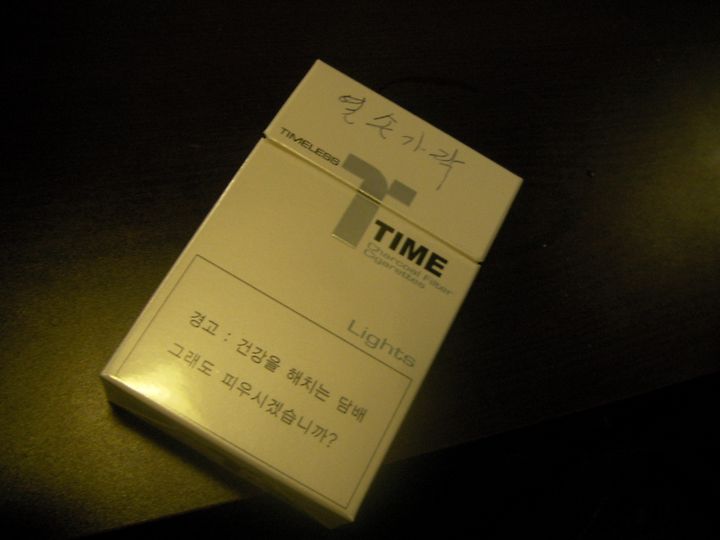 열 숫가락
TIMELESS
TIME
Charcoal Filter
Cigarettes
Lights
경고 : 건강을 해치는 담배
그래도 피우시겠습니까?